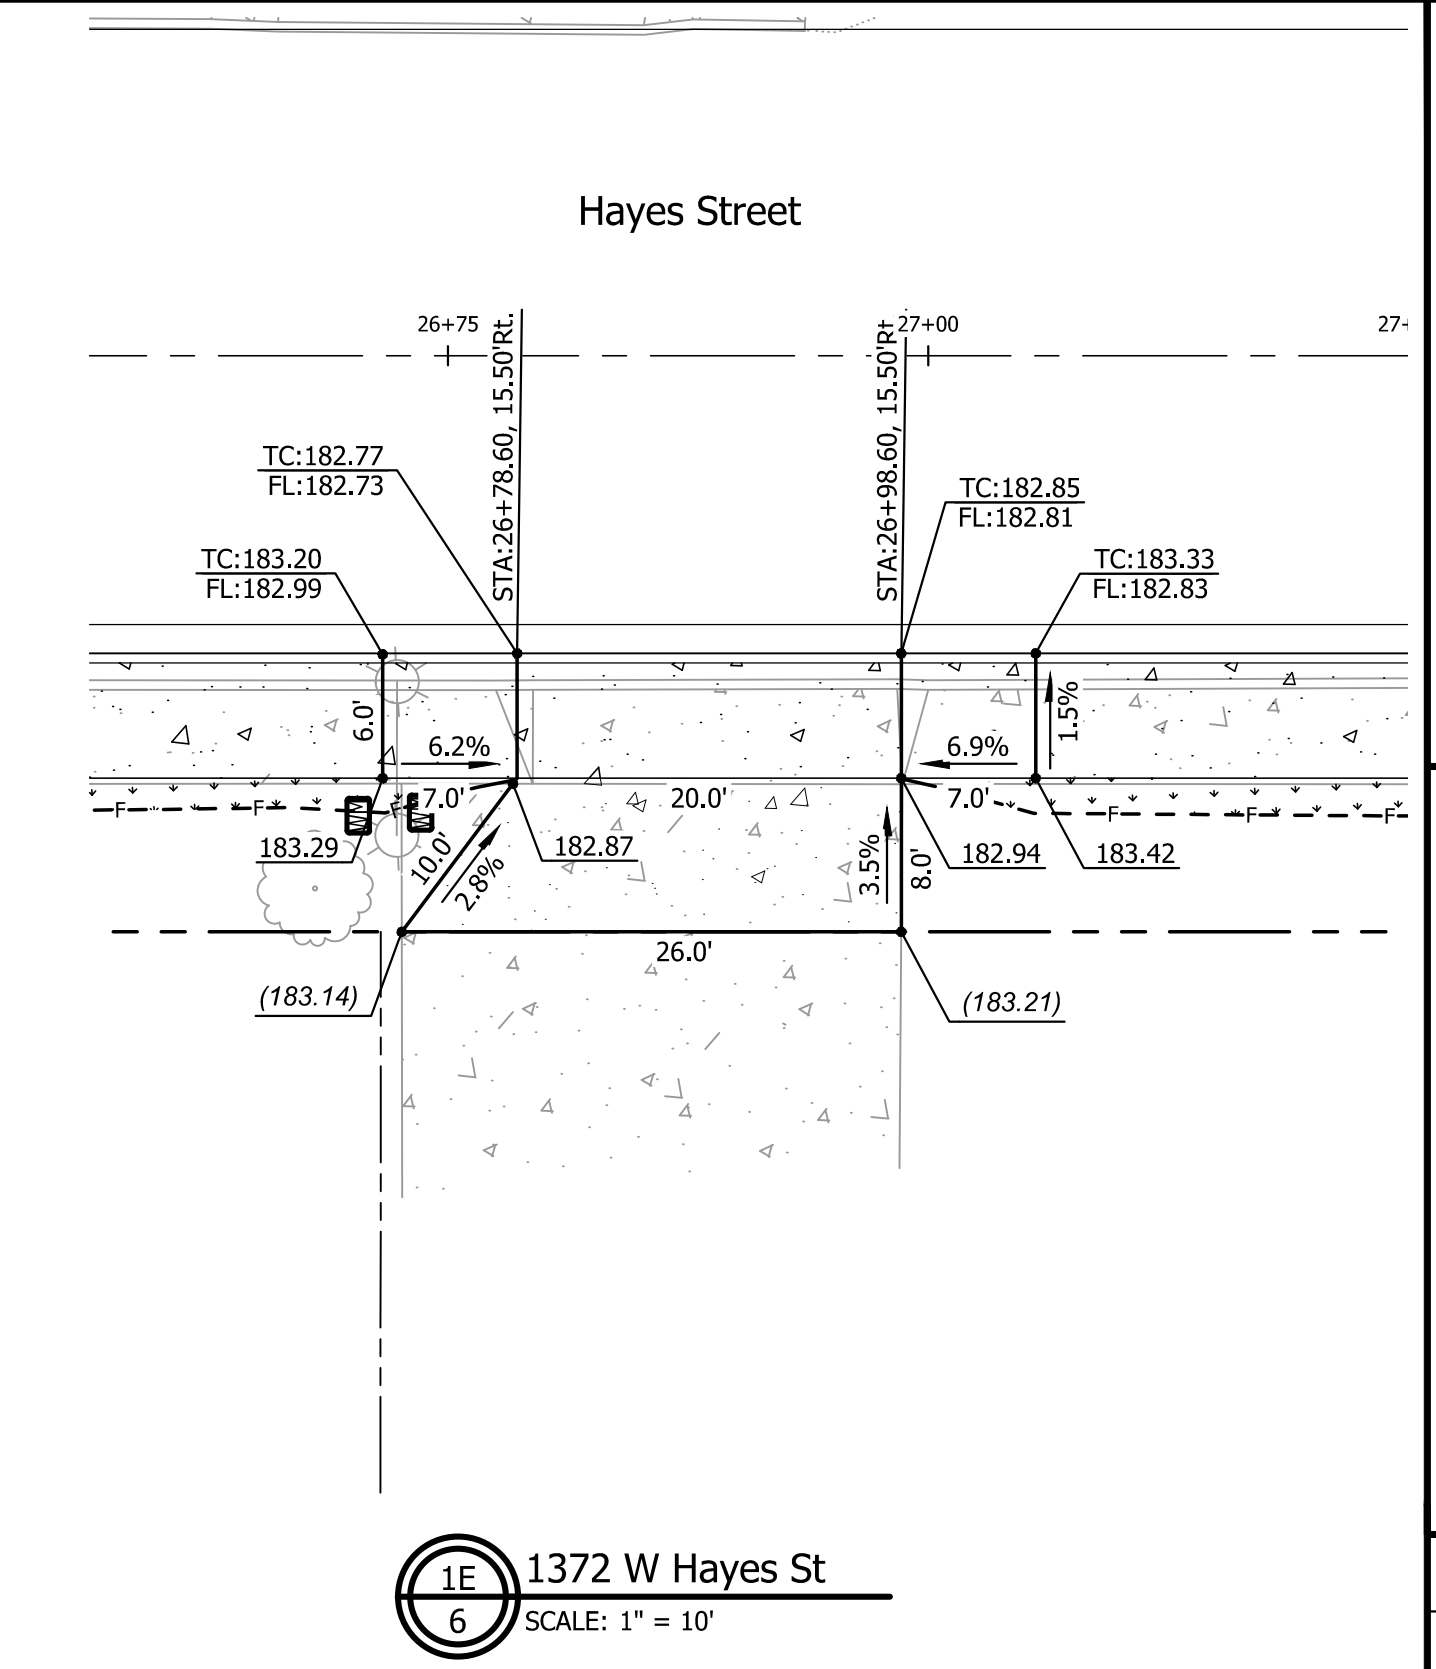 Hayes Street
26+75
27+00
27+
STA:26+78.60, 15.50'Rt.
STA:26+98.60, 15.50'Rt
TC:182.77
FL:182.73
TC:182.85
FL:182.81
TC:183.20
FL:182.99
TC:183.33
FL:182.83
6.0'
1.5%
6.2%
6.9%
7.0'
20.0'
7.0'
F
F
F
F
F
F
183.29
10.0'
2.8%
182.87
3.5%
8.0'
182.94
183.42
26.0'
(183.14)
(183.21)
1E
6
1372 W Hayes St
SCALE: 1" = 10'